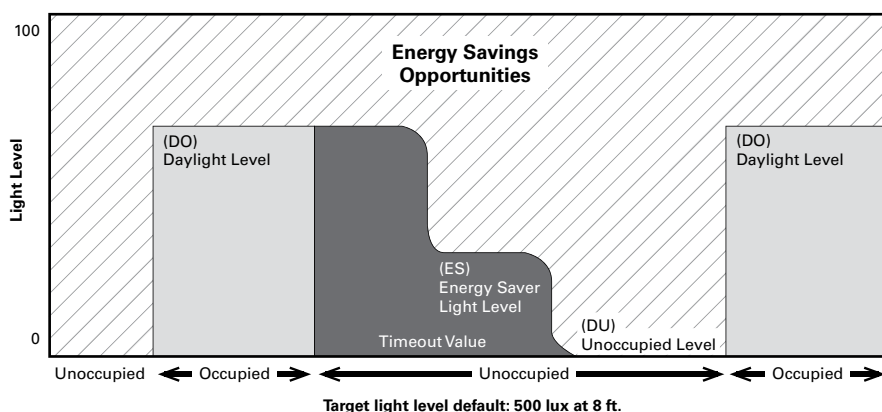 100
Energy Savings
Opportunities
(DO)
Daylight Level
(DO)
Daylight Level
Light Level
(ES)
Energy Saver
Light Level
(DU)
Unoccupied Level
Timeout Value
0
Unoccupied
Occupied
Unoccupied
Occupied
Target light level default: 500 lux at 8 ft.